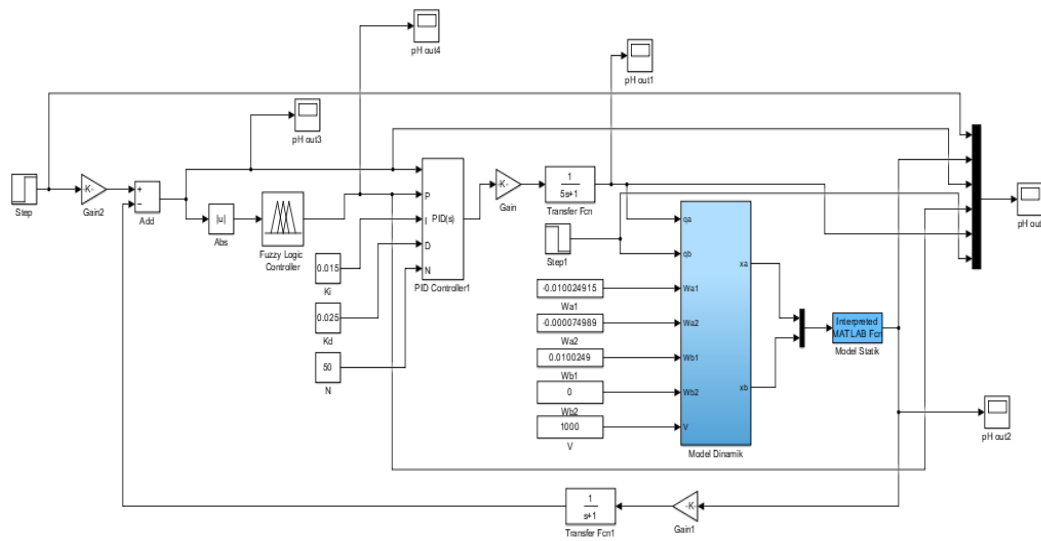 pH out4
pH out1
pH out3
Step
-K-
Gain2
+
−
Add
|u|
Abs
Fuzzy Logic
Controller
P
I
D
N
PID(s)
PID Controller1
-K-
Gain
1
5s+1
Transfer Fcn
pH out
Step1
0.015
Ki
0.025
Kd
50
N
-0.010024915
Wa1
-0.000074989
Wa2
0.0100249
Wb1
0
Wb2
1000
V
qa
qb
Wa1
Wa2
Wb1
Wb2
V
xa
xb
Model Dinamik
Interpreted
MATLAB Fcn
Model Statik
pH out2
1
s+1
Transfer Fcn1
-K-
Gain1